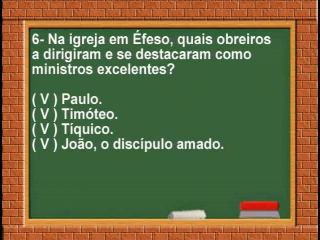 6- Na igreja em Éfeso, quais obreiros
a dirigiram e se destacaram como
ministros excelentes?
( V ) Paulo.
( V ) Timóteo.
( V ) Tíquico.
( V ) João, o discípulo amado.